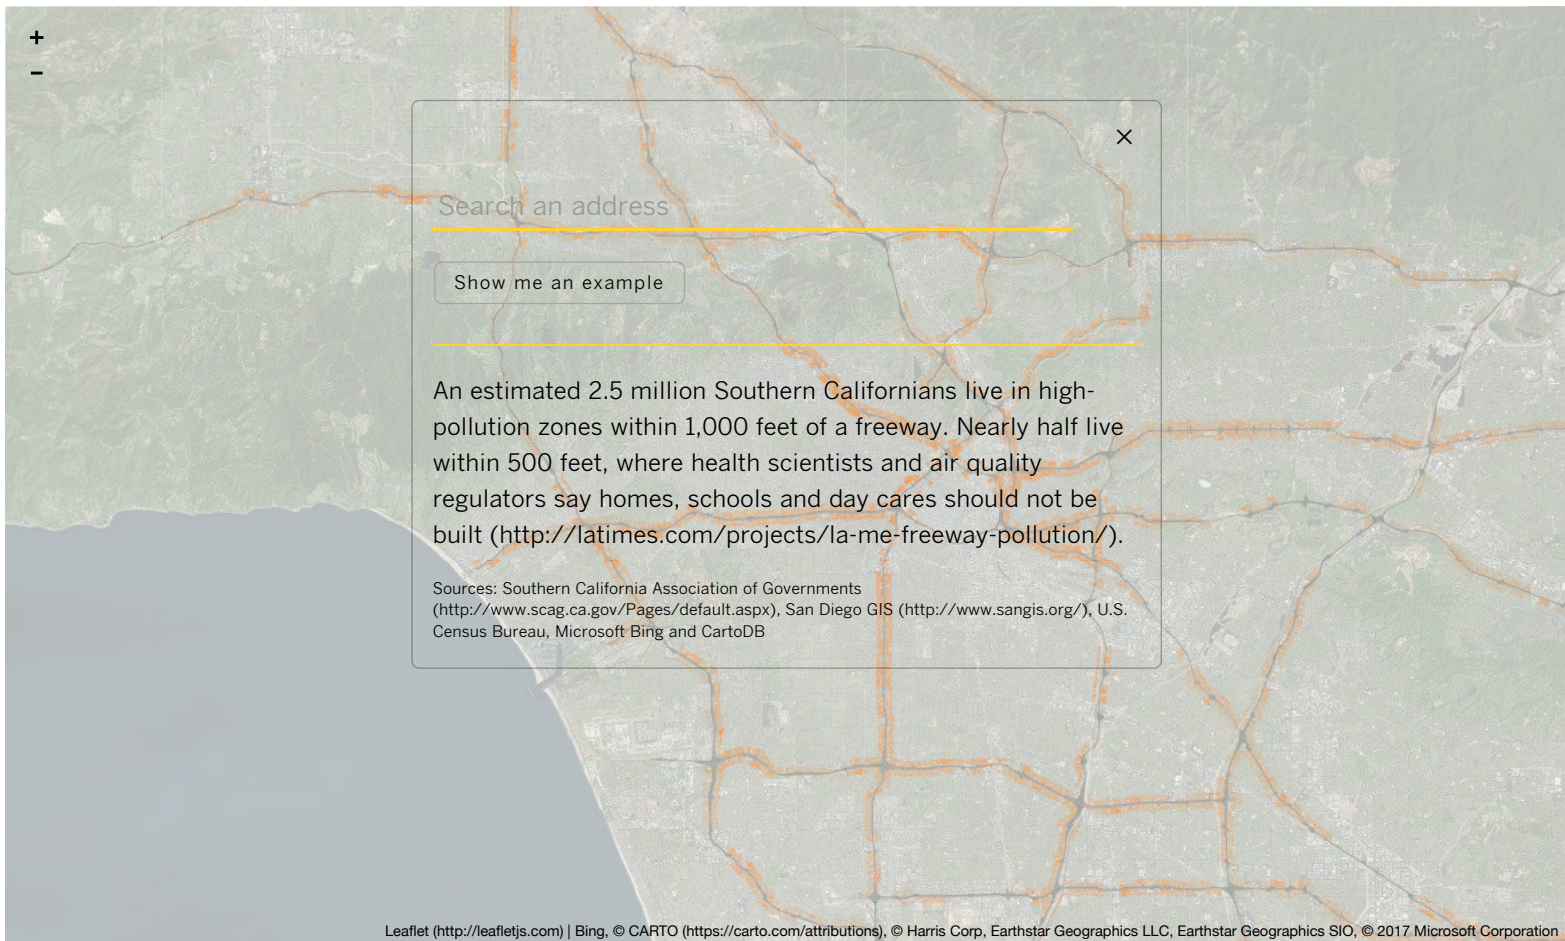 +
−
×
Search an address
Show me an example
An estimated 2.5 million Southern Californians live in high-
pollution zones within 1,000 feet of a freeway. Nearly half live
within 500 feet, where health scientists and air quality
regulators say homes, schools and day cares should not be
built (http://latimes.com/projects/la-me-freeway-pollution/).
Sources: Southern California Association of Governments
(http://www.scag.ca.gov/Pages/default.aspx), San Diego GIS (http://www.sangis.org/), U.S.
Census Bureau, Microsoft Bing and CartoDB
Leaflet (http://leafletjs.com) | Bing, © CARTO (https://carto.com/attributions), © Harris Corp, Earthstar Geographics LLC, Earthstar Geographics SIO, © 2017 Microsoft Corporation